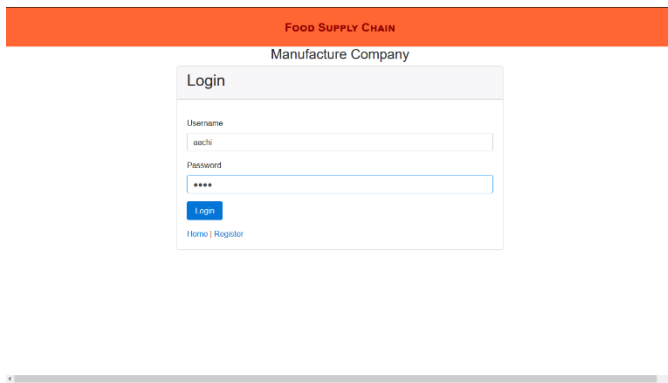 Food Supply Chain
Manufacture Company
Login
Username
aachi
Password
••••
Login
Home | Register